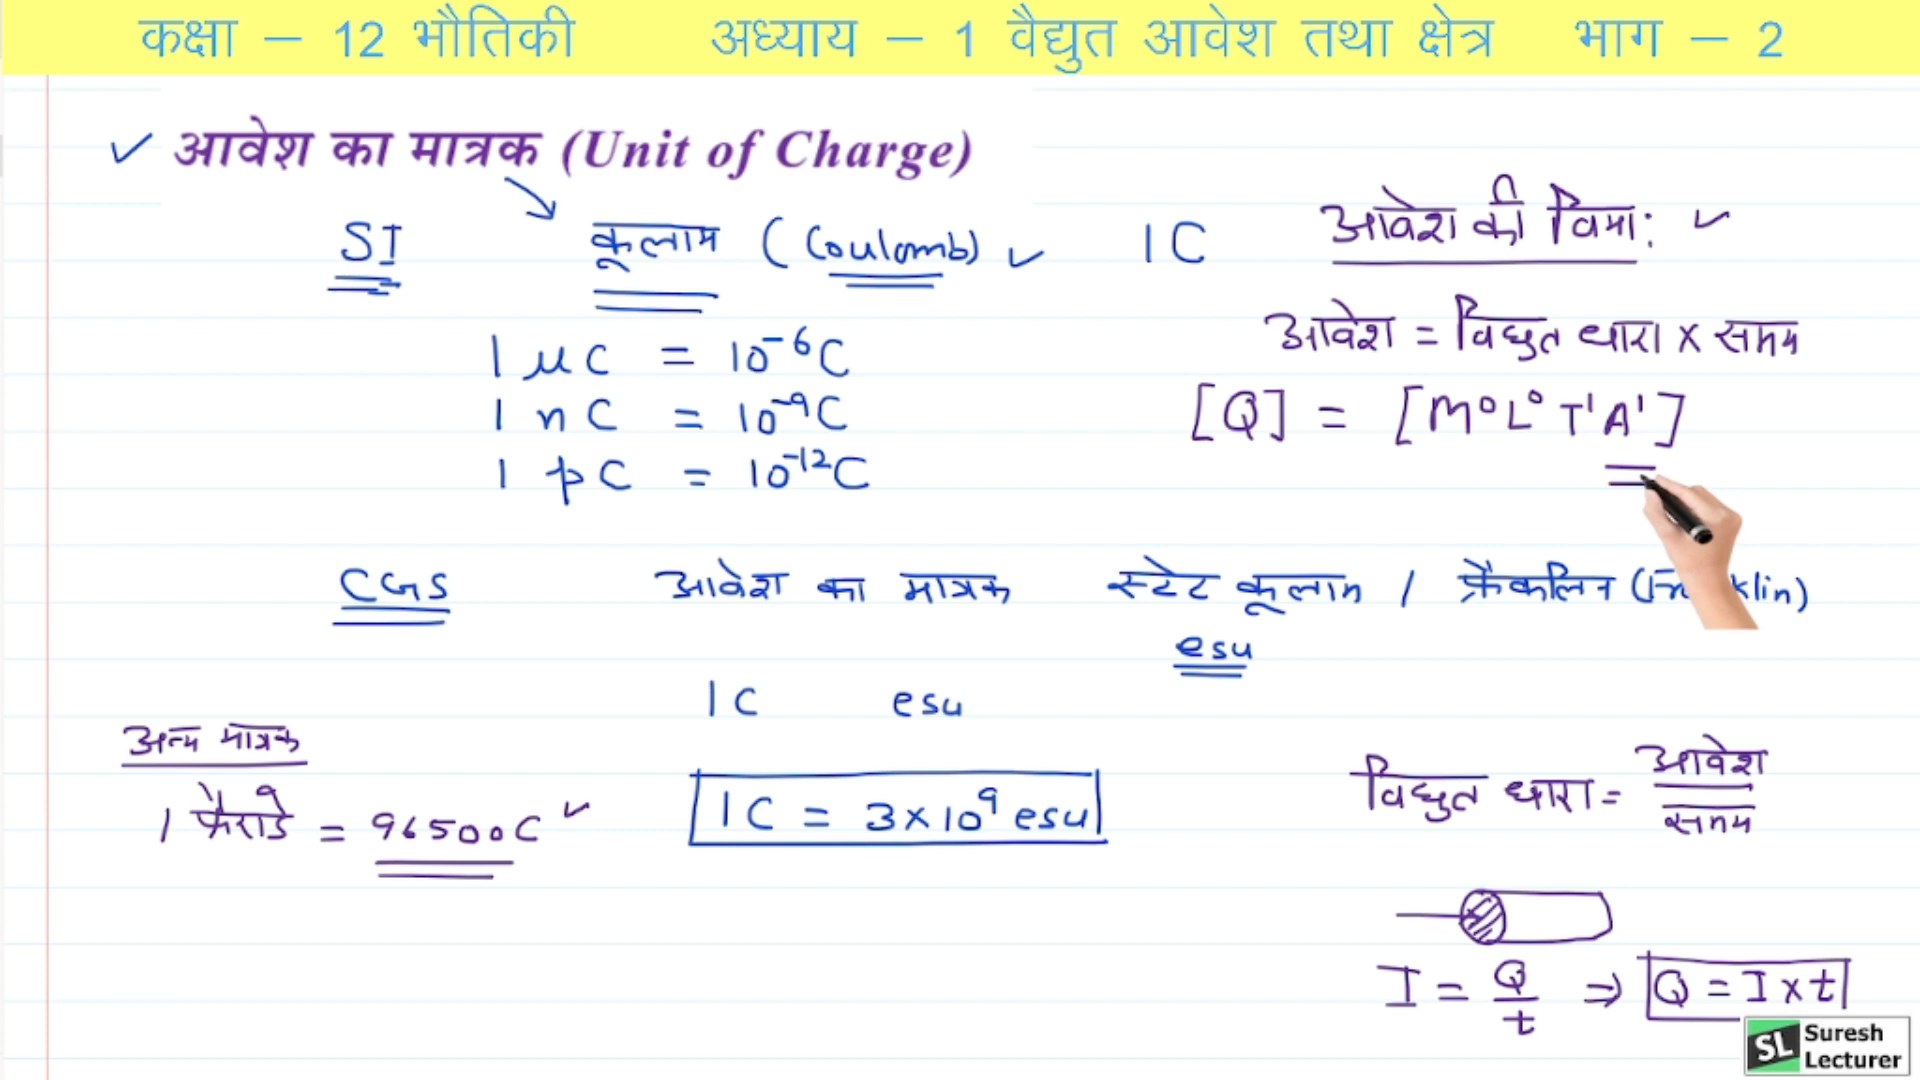 कक्षा – 12 भौतिकी अध्याय – 1 वैद्युत आवेश तथा क्षेत्र भाग – 2
✓ आवेश का मात्रक (Unit of Charge)
SI कूलाम (Coulomb) ✓ 1C
1 μC = 10⁻⁶C
1 nC = 10⁻⁹C
1 pC = 10⁻¹²C
आवेश की विमा: ✓
आवेश = विद्युत धारा × समय
[Q] = [M⁰L⁰T¹A¹]
CGS आवेश का मात्रक स्टेट कूलाम / फ्रैंकलिन
esu
1C esu
अन्य मात्रक
1 फैराडे = 96500C ✓
1C = 3×10⁹ esu
विद्युत धारा = आवेश
समय
I = Q/t ⇒ Q = I×t
SL Suresh
Lecturer